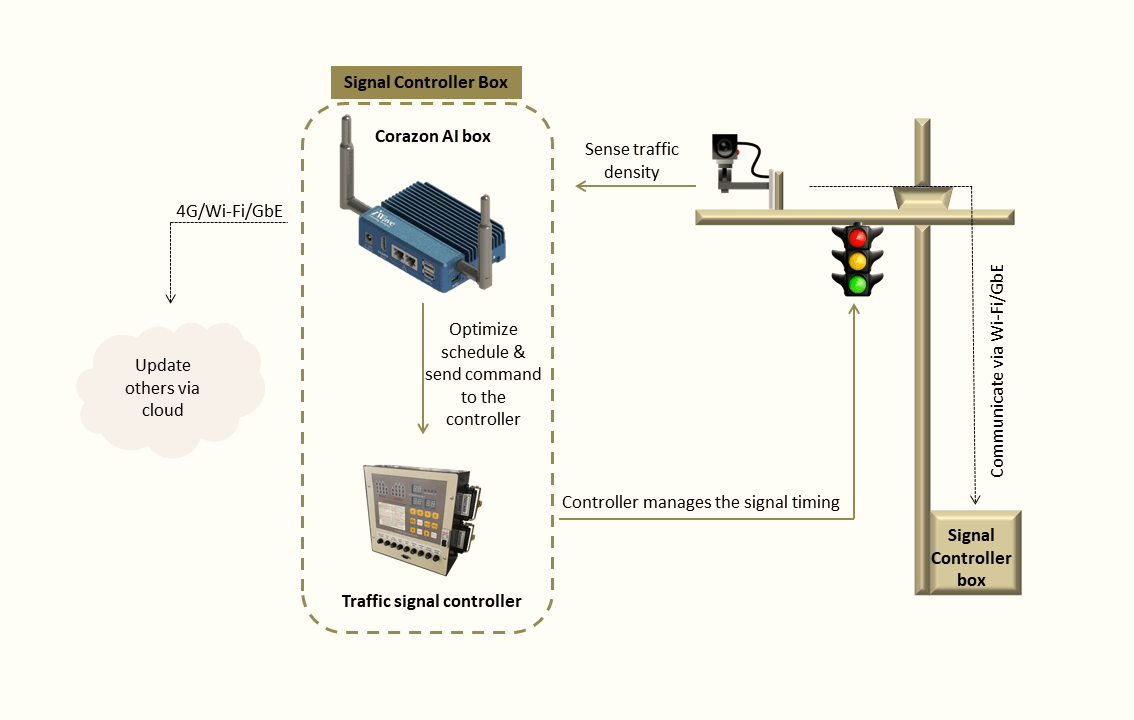 Signal Controller Box
Corazon AI box
iWave
Sense traffic
density
4G/Wi-Fi/GbE
Update
others via
cloud
Optimize
schedule &
send command
to the
controller
Controller manages the signal timing
Traffic signal controller
Communicate via Wi-Fi/GbE
Signal
Controller
box